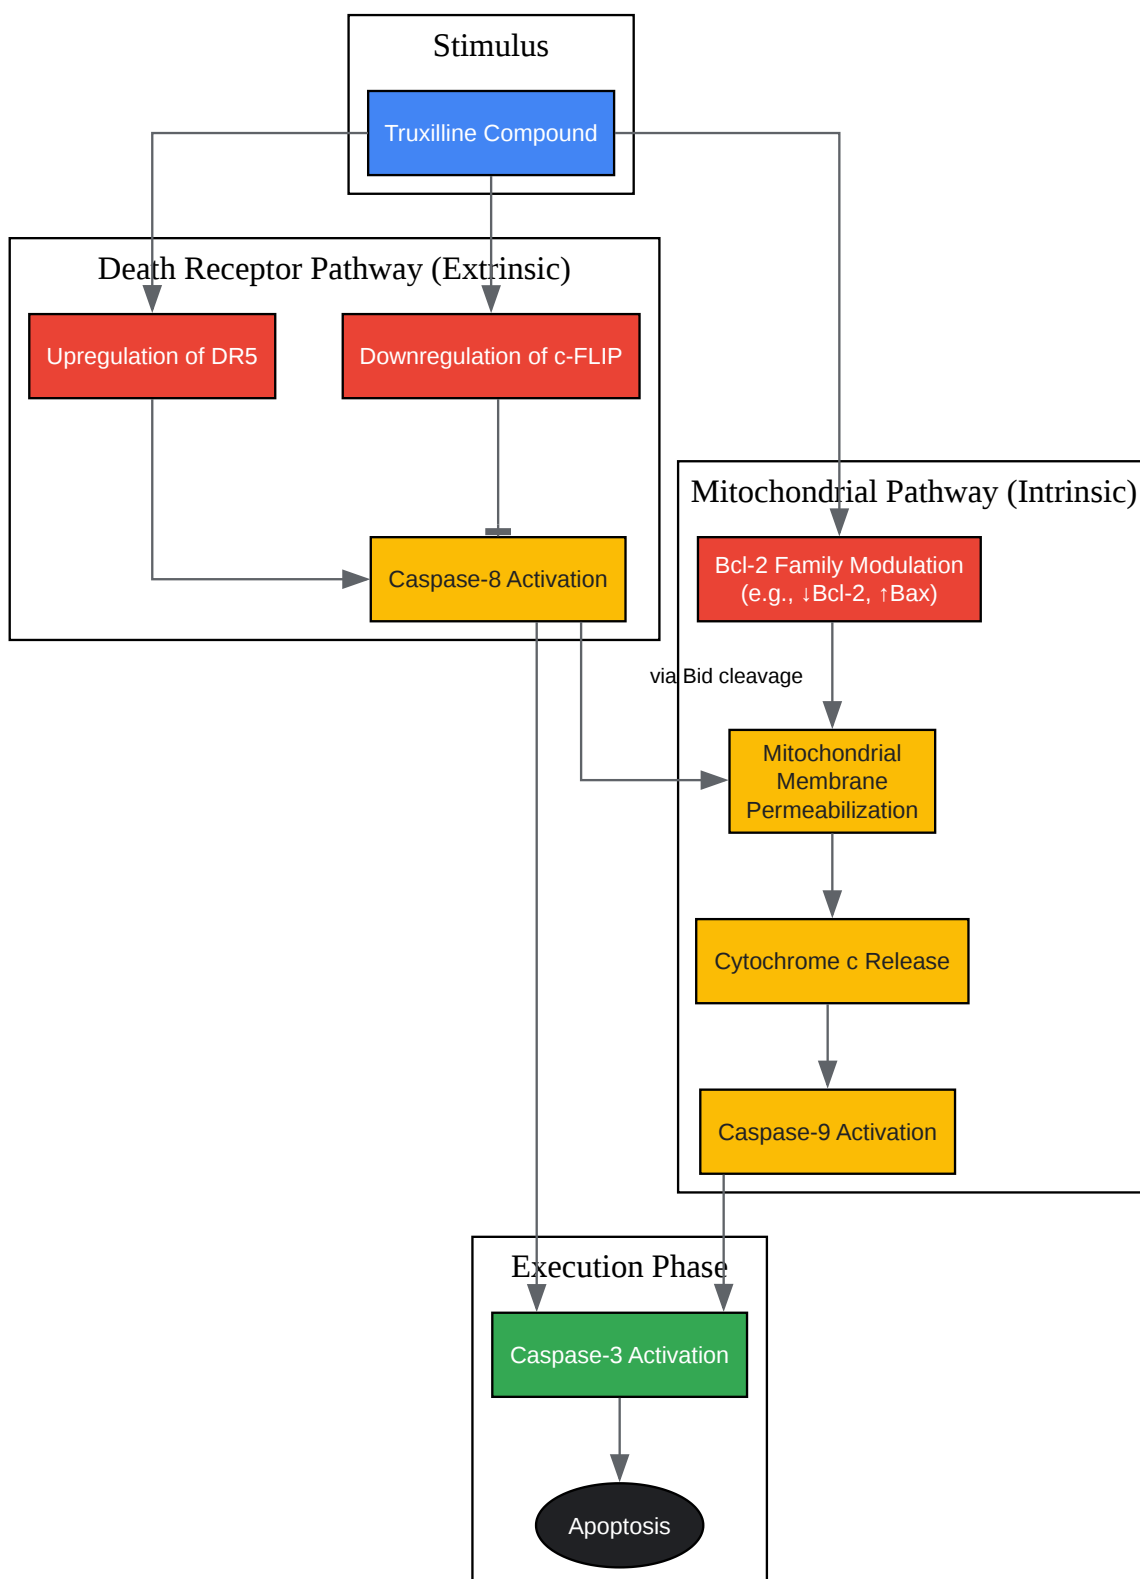 Stimulus
Truxilline Compound
Death Receptor Pathway (Extrinsic)
Upregulation of DR5
Downregulation of c-FLIP
Caspase-8 Activation
Mitochondrial Pathway (Intrinsic)
Bcl-2 Family Modulation
(e.g., ↓Bcl-2, ↑Bax)
via Bid cleavage
Mitochondrial
Membrane
Permeabilization
Cytochrome c Release
Caspase-9 Activation
Execution Phase
Caspase-3 Activation
Apoptosis